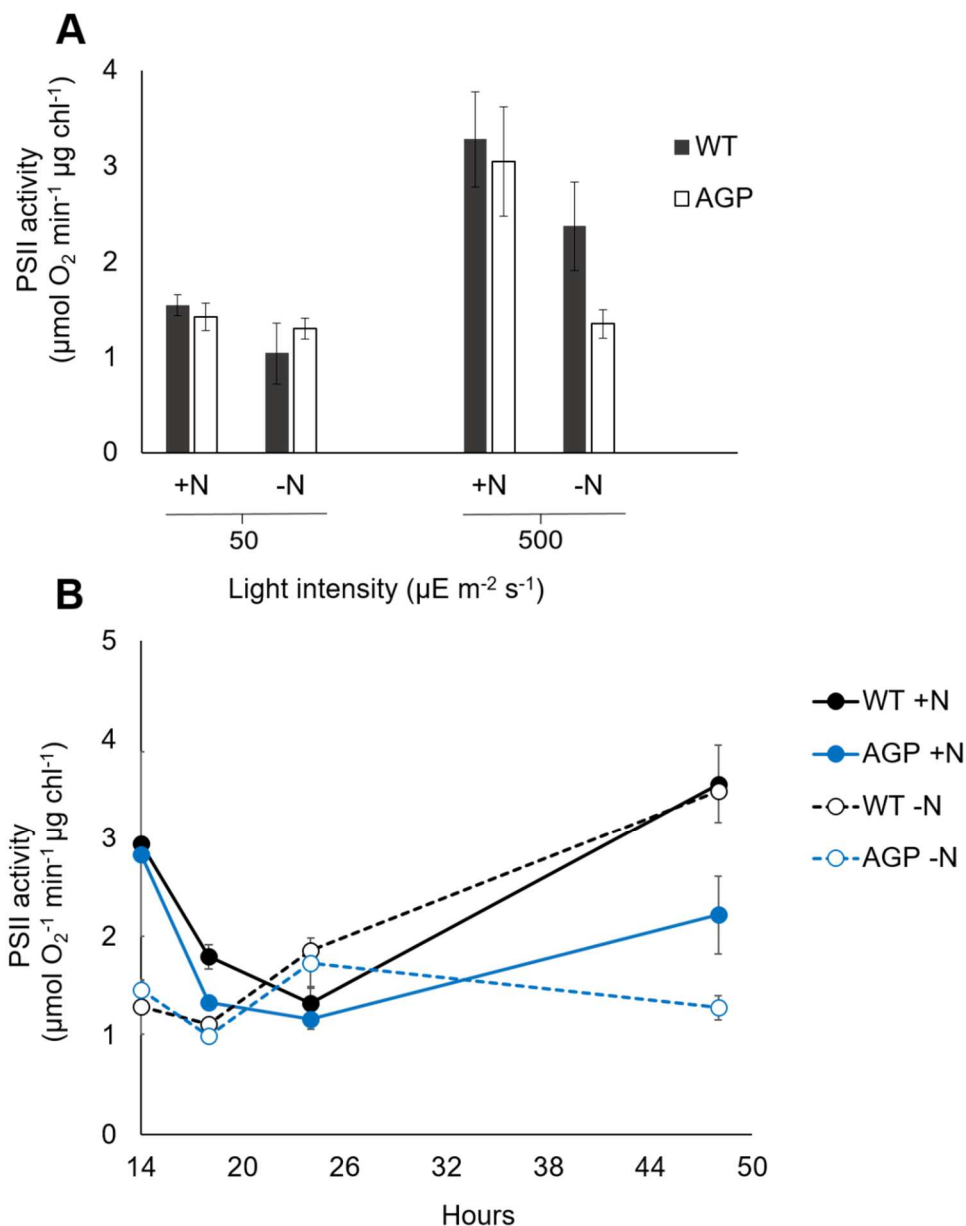 A
4
3
2
1
0
PSII activity
(µmol O₂ min⁻¹ µg chl⁻¹)
WT
AGP
+N -N +N -N
50 500
Light intensity (µE m⁻² s⁻¹)
B
5
4
3
2
1
0
PSII activity
(µmol O₂⁻¹ min⁻¹ µg chl⁻¹)
WT +N
AGP +N
WT -N
AGP -N
14 20 26 32 38 44 50
Hours